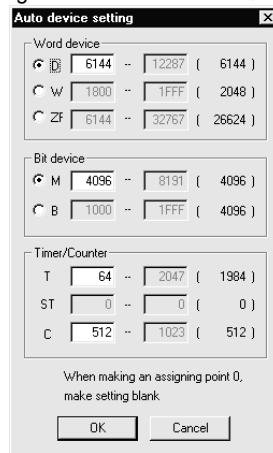 Auto device setting
Word device
D 6144 -- 12287 ( 6144 )
W 1800 -- 1FFF ( 2048 )
ZF 6144 -- 32767 ( 26624 )
Bit device
M 4096 -- 8191 ( 4096 )
B 1000 -- 1FFF ( 4096 )
Timer/Counter
T 64 -- 2047 ( 1984 )
ST 0 -- 0 ( 0 )
C 512 -- 1023 ( 512 )
When making an assigning point 0,
make setting blank
OK Cancel